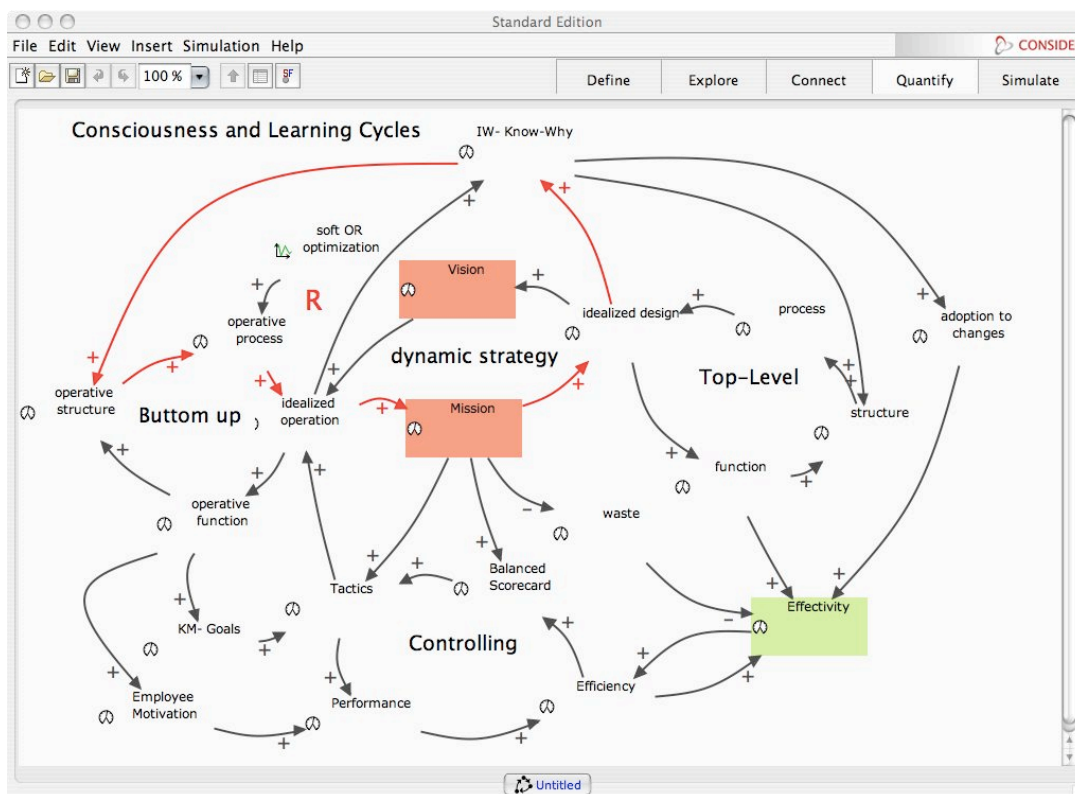 Standard Edition
File Edit View Insert Simulation Help
CONSIDE
100 %
SF
Define Explore Connect Quantify Simulate
Consciousness and Learning Cycles
IW- Know-Why
+
+
soft OR
optimization
+
Vision
+
R
operative
process
idealized design
+
process
+
adoption to
changes
+
+
+
dynamic strategy
+
+
+
Top-Level
operative
structure
Buttom up
idealized
operation
+
Mission
structure
+
+
+
+
function
+
operative
function
-
waste
+
+
Balanced
Scorecard
+
Tactics
+
+
+
Effectivity
-
+
KM- Goals
+
+
Controlling
+
+
+
Employee
Motivation
+
Performance
Efficiency
+
+
+
Untitled